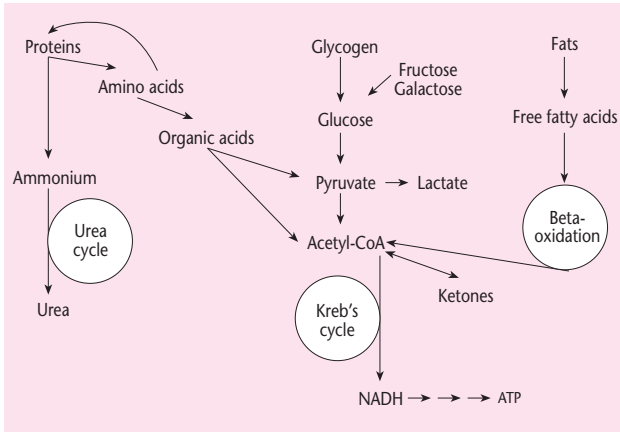 Proteins
Glycogen
Fats
Fructose
Galactose
Amino acids
Glucose
Free fatty acids
Organic acids
Ammonium
Pyruvate
Lactate
Urea
cycle
Beta-
oxidation
Acetyl-CoA
Ketones
Urea
Kreb's
cycle
NADH
ATP